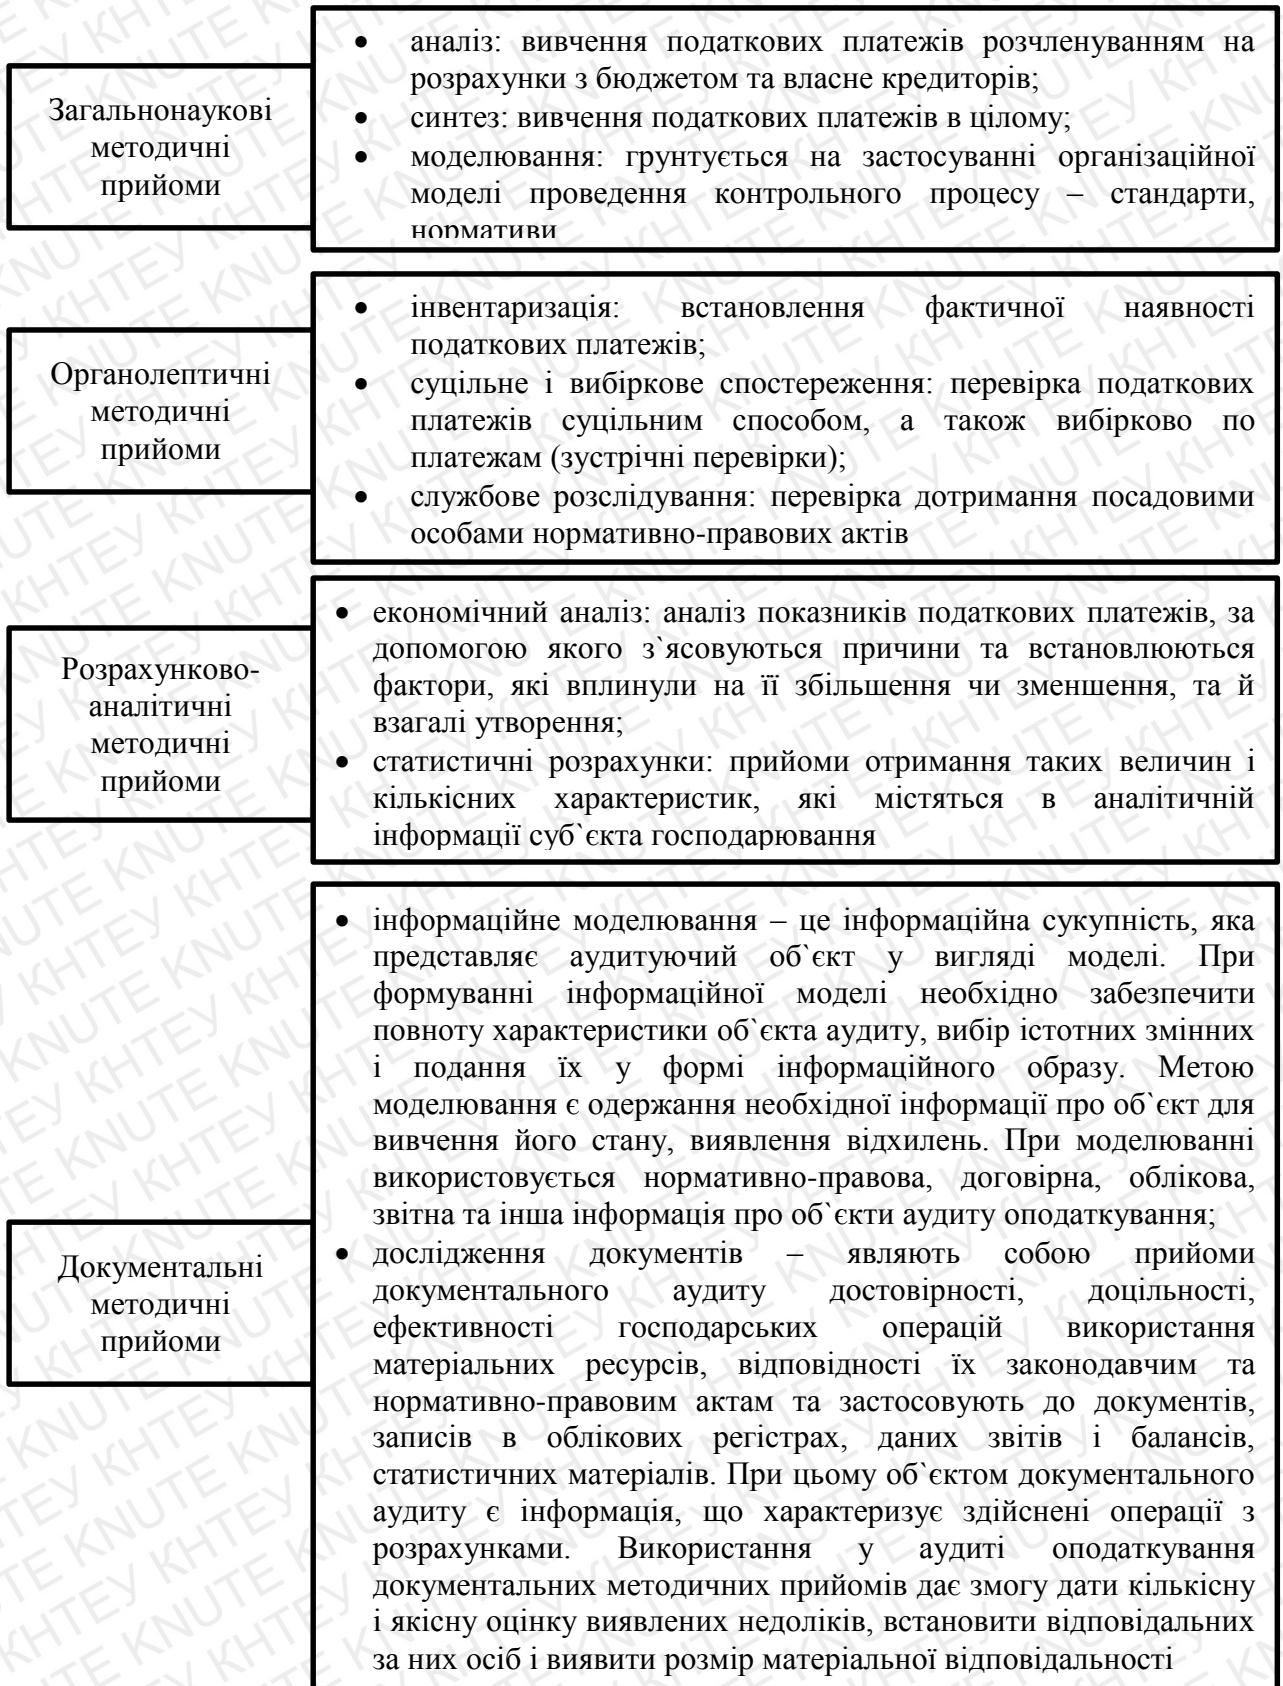 Загальнонаукові
методичні
прийоми
• аналіз: вивчення податкових платежів розчленуванням на
розрахунки з бюджетом та власне кредиторів;
• синтез: вивчення податкових платежів в цілому;
• моделювання: грунтується на застосуванні організаційної
моделі проведення контрольного процесу – стандарти,
нормативи
Органолептичні
методичні
прийоми
• інвентаризація: встановлення фактичної наявності
податкових платежів;
• суцільне і вибіркове спостереження: перевірка податкових
платежів суцільним способом, а також вибірково по
платежам (зустрічні перевірки);
• службове розслідування: перевірка дотримання посадовими
особами нормативно-правових актів
Розрахунково-
аналітичні
методичні
прийоми
• економічний аналіз: аналіз показників податкових платежів, за
допомогою якого з`ясовуються причини та встановлюються
фактори, які вплинули на її збільшення чи зменшення, та й
взагалі утворення;
• статистичні розрахунки: прийоми отримання таких величин і
кількісних характеристик, які містяться в аналітичній
інформації суб`єкта господарювання
Документальні
методичні
прийоми
• інформаційне моделювання – це інформаційна сукупність, яка
представляє аудитуючий об`єкт у вигляді моделі. При
формуванні інформаційної моделі необхідно забезпечити
повноту характеристики об`єкта аудиту, вибір істотних змінних
і подання їх у формі інформаційного образу. Метою
моделювання є одержання необхідної інформації про об`єкт для
вивчення його стану, виявлення відхилень. При моделюванні
використовується нормативно-правова, договірна, облікова,
звітна та інша інформація про об`єкти аудиту оподаткування;
• дослідження документів – являють собою прийоми
документального аудиту достовірності, доцільності,
ефективності господарських операцій використання
матеріальних ресурсів, відповідності їх законодавчим та
нормативно-правовим актам та застосовують до документів,
записів в облікових регістрах, даних звітів і балансів,
статистичних матеріалів. При цьому об`єктом документального
аудиту є інформація, що характеризує здійснені операції з
розрахунками. Використання у аудиті оподаткування
документальних методичних прийомів дає змогу дати кількісну
і якісну оцінку виявлених недоліків, встановити відповідальних
за них осіб і виявити розмір матеріальної відповідальності